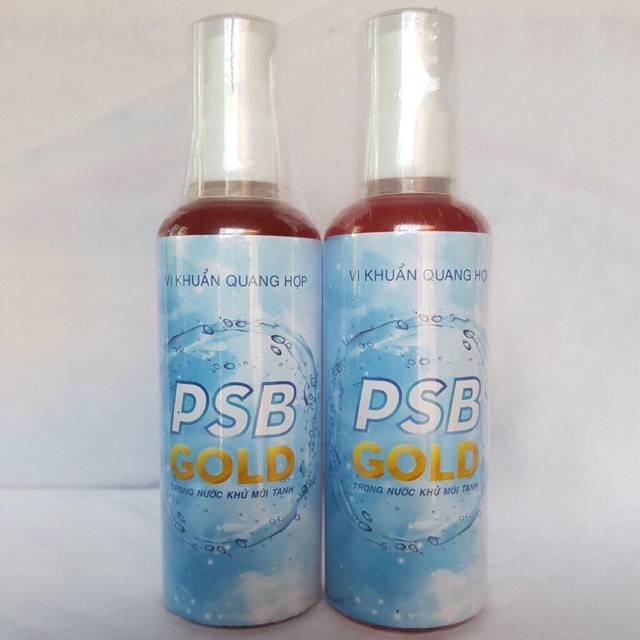 VI KHUẨN QUANG HỢP
PSB
GOLD
TRONG NƯỚC KHỬ MÙI TANH
VI KHUẨN QUANG HỢP
PSB
GOLD
TRONG NƯỚC KHỬ MÙI TANH